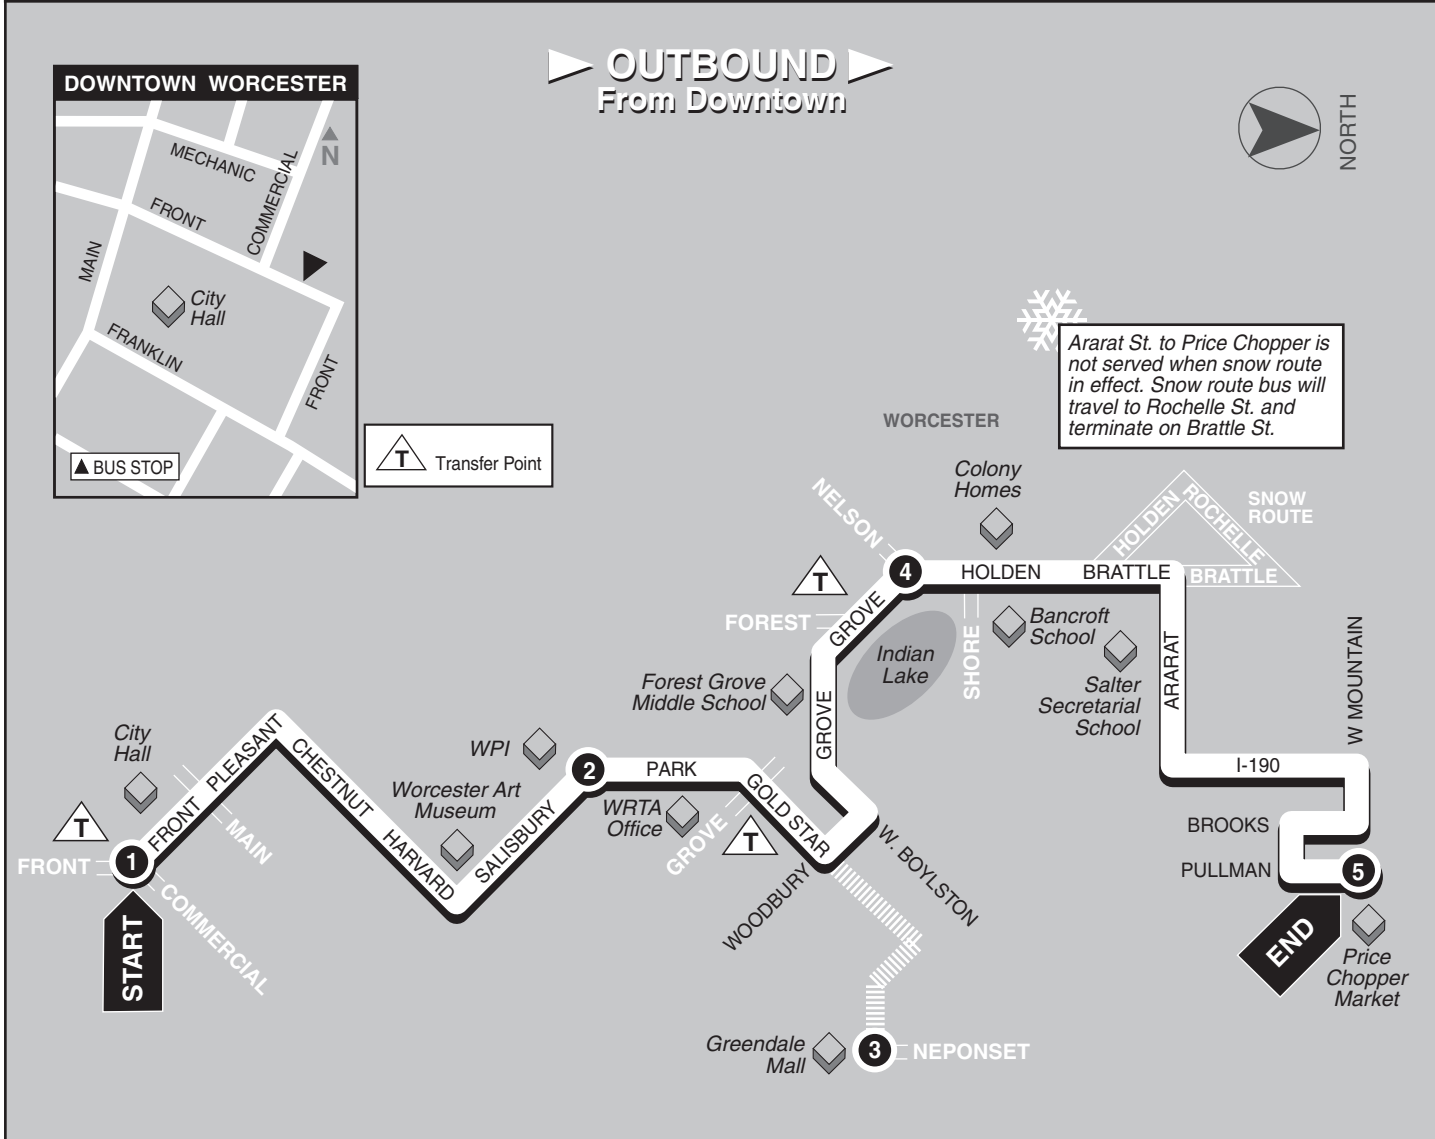 OUTBOUND
From Downtown
DOWNTOWN WORCESTER
N
MECHANIC
COMMERCIAL
FRONT
MAIN
City
Hall
FRANKLIN
FRONT
BUS STOP
T Transfer Point
NORTH
Ararat St. to Price Chopper is
not served when snow route
in effect. Snow route bus will
travel to Rochelle St. and
terminate on Brattle St.
WORCESTER
Colony
Homes
NELSON
HOLDEN
ROCHELLE
SNOW
ROUTE
BRATTLE
T
4
HOLDEN
BRATTLE
FOREST
GROVE
Indian
Lake
SHORE
Bancroft
School
Salter
Secretarial
School
ARARAT
W MOUNTAIN
Forest Grove
Middle School
GROVE
City
Hall
PLEASANT
CHESTNUT
WPI
2
PARK
I-190
Worcester Art
Museum
WRTA
Office
GOLD STAR
T
FRONT
MAIN
HARVARD
SALISBURY
GROVE
T
W. BOYLSTON
BROOKS
FRONT
1
PULLMAN
5
COMMERCIAL
WOODBURY
START
END
Price
Chopper
Market
Greendale
Mall
3
NEPONSET